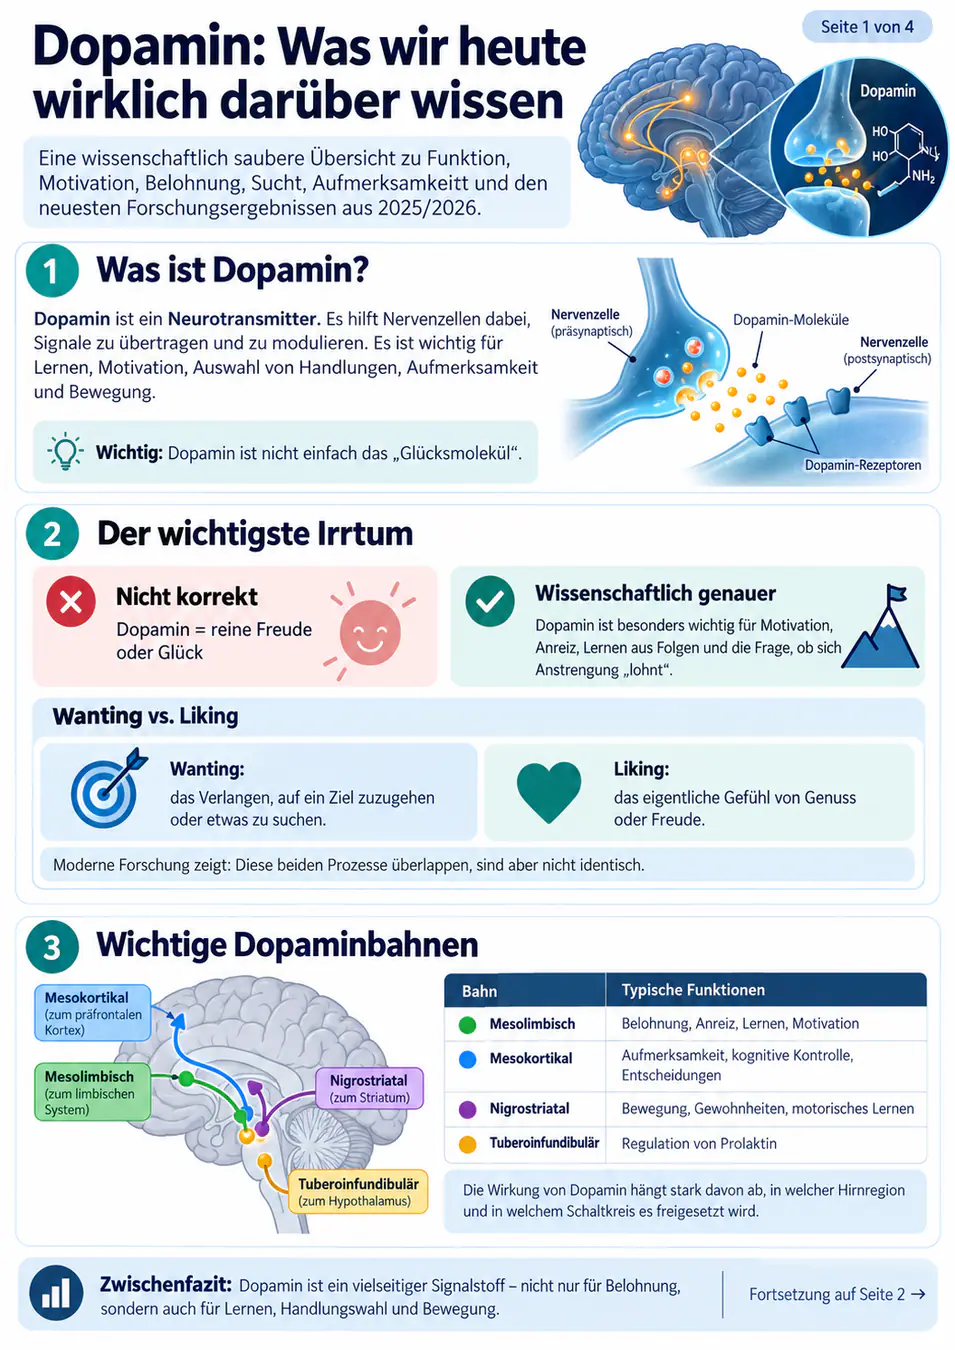 Seite 1 von 4
Dopamin: Was wir heute
wirklich darüber wissen
Eine wissenschaftlich saubere Übersicht zu Funktion,
Motivation, Belohnung, Sucht, Aufmerksamkeitt und den
neuesten Forschungsergebnissen aus 2025/2026.
Dopamin
HO
HO
NH₂
1 Was ist Dopamin?
Dopamin ist ein Neurotransmitter. Es hilft Nervenzellen dabei,
Signale zu übertragen und zu modulieren. Es ist wichtig für
Lernen, Motivation, Auswahl von Handlungen, Aufmerksamkeit
und Bewegung.
Wichtig: Dopamin ist nicht einfach das „Glücksmolekül“.
Nervenzelle
(präsynaptisch)
Dopamin-Moleküle
Nervenzelle
(postsynaptisch)
Dopamin-Rezeptoren
2 Der wichtigste Irrtum
Nicht korrekt
Dopamin = reine Freude
oder Glück
Wissenschaftlich genauer
Dopamin ist besonders wichtig für Motivation,
Anreiz, Lernen aus Folgen und die Frage, ob sich
Anstrengung „lohnt“.
Wanting vs. Liking
Wanting:
das Verlangen, auf ein Ziel zuzugehen
oder etwas zu suchen.
Liking:
das eigentliche Gefühl von Genuss
oder Freude.
Moderne Forschung zeigt: Diese beiden Prozesse überlappen, sind aber nicht identisch.
3 Wichtige Dopaminbahnen
Mesokortikal
(zum präfrontalen
Kortex)
Mesolimbisch
(zum limbischen
System)
Nigrostriatal
(zum Striatum)
Tuberoinfundibulär
(zum Hypothalamus)
Bahn Typische Funktionen
Mesolimbisch Belohnung, Anreiz, Lernen, Motivation
Mesokortikal Aufmerksamkeit, kognitive Kontrolle,
Entscheidungen
Nigrostriatal Bewegung, Gewohnheiten, motorisches Lernen
Tuberoinfundibulär Regulation von Prolaktin
Die Wirkung von Dopamin hängt stark davon ab, in welcher Hirnregion
und in welchem Schaltkreis es freigesetzt wird.
Zwischenfazit: Dopamin ist ein vielseitiger Signalstoff – nicht nur für Belohnung,
sondern auch für Lernen, Handlungswahl und Bewegung.
Fortsetzung auf Seite 2 →